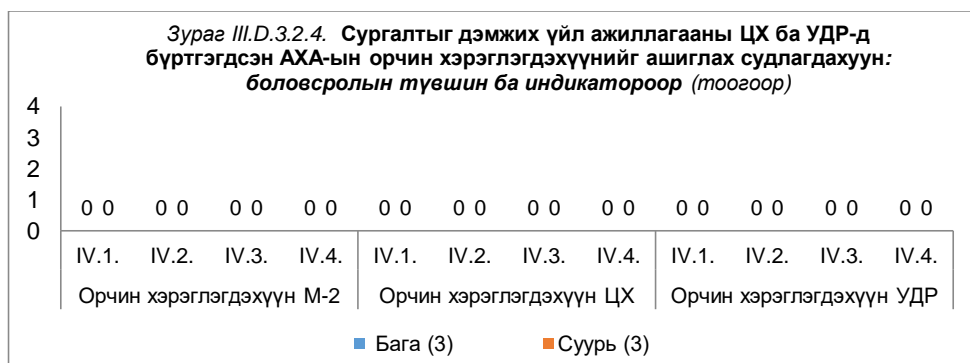 Зураг III.D.3.2.4. Сургалтыг дэмжих үйл ажиллагааны ЦХ ба УДР-д
бүртгэгдсэн АХА-ын орчин хэрэглэгдэхүүнийг ашиглах судлагдахуун:
боловсролын түвшин ба индикатороор (тоогоор)
4
3
2
1
0
0 0 0 0 0 0 0 0 0 0 0 0 0 0 0 0 0 0 0 0 0 0 0 0
IV.1. IV.2. IV.3. IV.4. IV.1. IV.2. IV.3. IV.4. IV.1. IV.2. IV.3. IV.4.
Орчин хэрэглэгдэхүүн М-2 Орчин хэрэглэгдэхүүн ЦХ Орчин хэрэглэгдэхүүн УДР
Бага (3) Суурь (3)